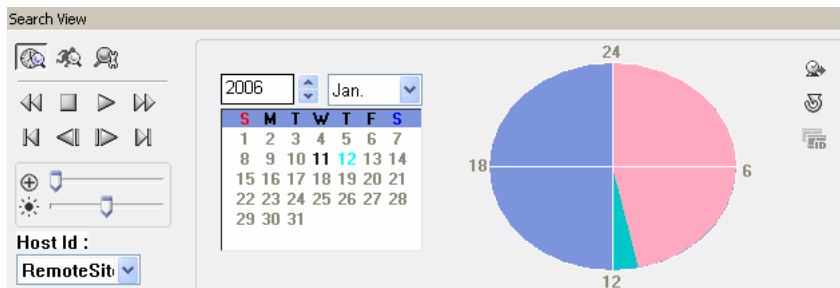 Search View
2006 Jan.
S M T W T F S
1 2 3 4 5 6 7
8 9 10 11 12 13 14
15 16 17 18 19 20 21
22 23 24 25 26 27 28
29 30 31
24
18
6
12
ID
Host Id :
RemoteSit